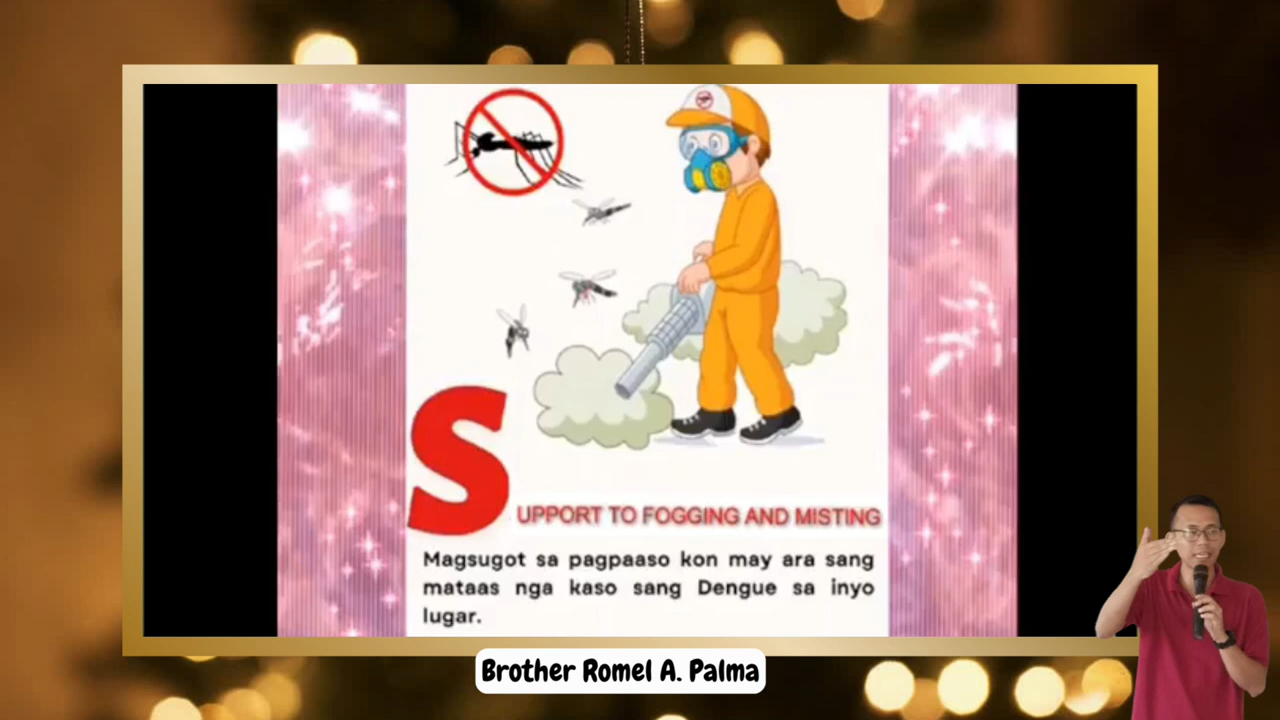 SUPPORT TO FOGGING AND MISTING
Magsugot sa pagpaaso kon may ara sang
mataas nga kaso sang Dengue sa inyo
lugar.
Brother Romel A. Palma